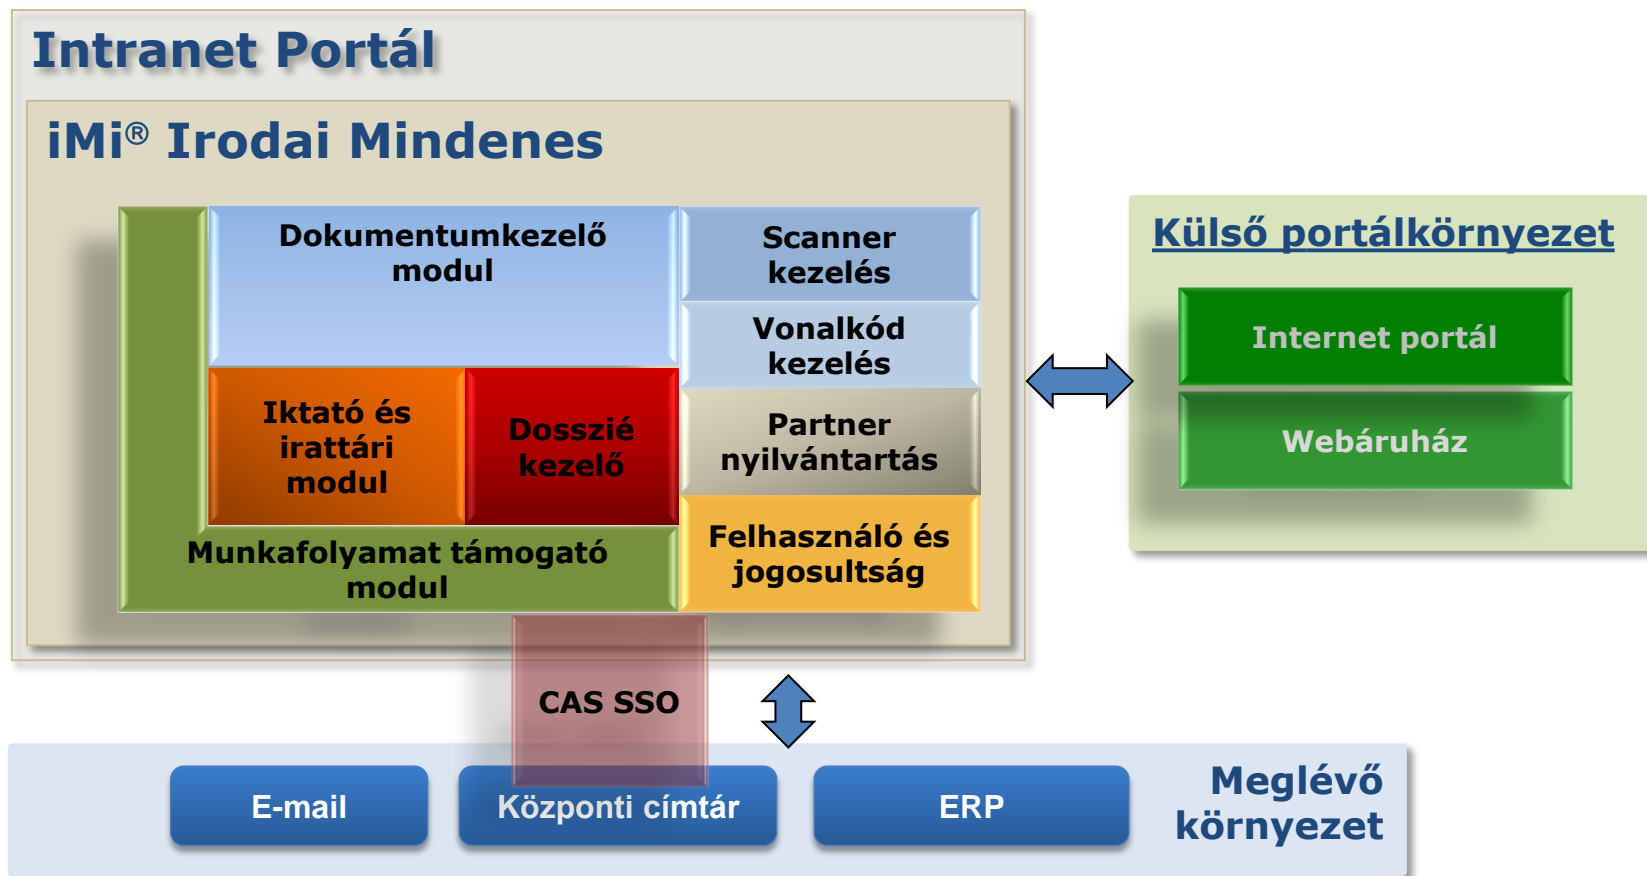 Intranet Portál
iMi® Irodai Mindenes
Dokumentumkezelő
modul
Scanner
kezelés
Vonalkód
kezelés
Iktató és
irattári
modul
Dosszié
kezelő
Partner
nyilvántartás
Munkafolyamat támogató
modul
Felhasználó és
jogosultság
Külső portálkörnyezet
Internet portál
Webáruház
CAS SSO
E-mail
Központi címtár
ERP
Meglévő
környezet